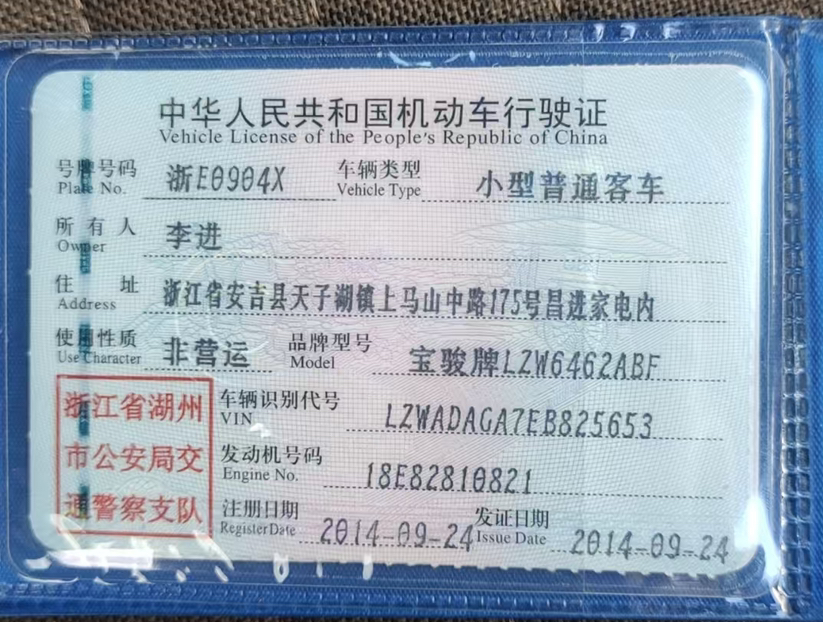 中华人民共和国机动车行驶证
Vehicle License of the People's Republic of China
号牌号码 浙E0904X 车辆类型 小型普通客车
Plate No. Vehicle Type
所有人 李进
Owner
住址 浙江省安吉县天子湖镇上马山中路175号昌进家电内
Address
使用性质 非营运 品牌型号 宝骏牌LZW6462ABF
Use Character Model
浙江省湖州
市公安局交
通警察支队
车辆识别代号 LZWADAGA7EB825653
VIN
发动机号码 18E82810821
Engine No.
注册日期 2014-09-24 发证日期 2014-09-24
Register Date Issue Date